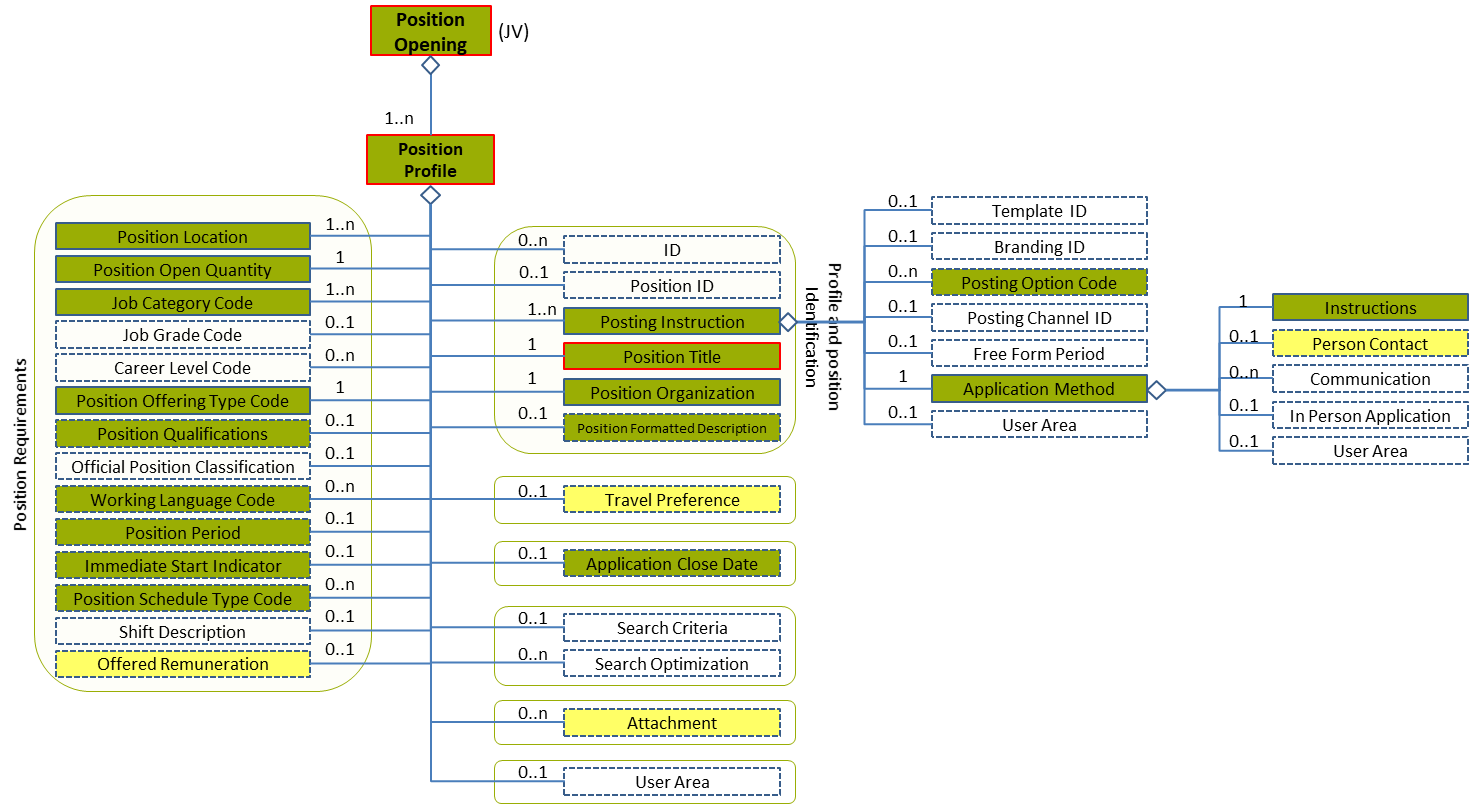 Position
Opening
(JV)
1..n
Position
Profile
Position Requirements
Position Location
1..n
Position Open Quantity
1
Job Category Code
1..n
Job Grade Code
0..1
Career Level Code
0..n
Position Offering Type Code
1
Position Qualifications
0..1
Official Position Classification
0..1
Working Language Code
0..n
Position Period
0..1
Immediate Start Indicator
0..1
Position Schedule Type Code
0..n
Shift Description
0..1
Offered Remuneration
0..1
0..n
ID
0..1
Position ID
1..n
Posting Instruction
1
Position Title
1
Position Organization
0..1
Position Formatted Description
Profile and position
Identification
0..1
Travel Preference
0..1
Application Close Date
0..1
Search Criteria
0..n
Search Optimization
0..n
Attachment
0..1
User Area
0..1
Template ID
0..1
Branding ID
0..n
Posting Option Code
0..1
Posting Channel ID
0..1
Free Form Period
1
Application Method
0..1
User Area
1
Instructions
0..1
Person Contact
0..n
Communication
0..1
In Person Application
0..1
User Area